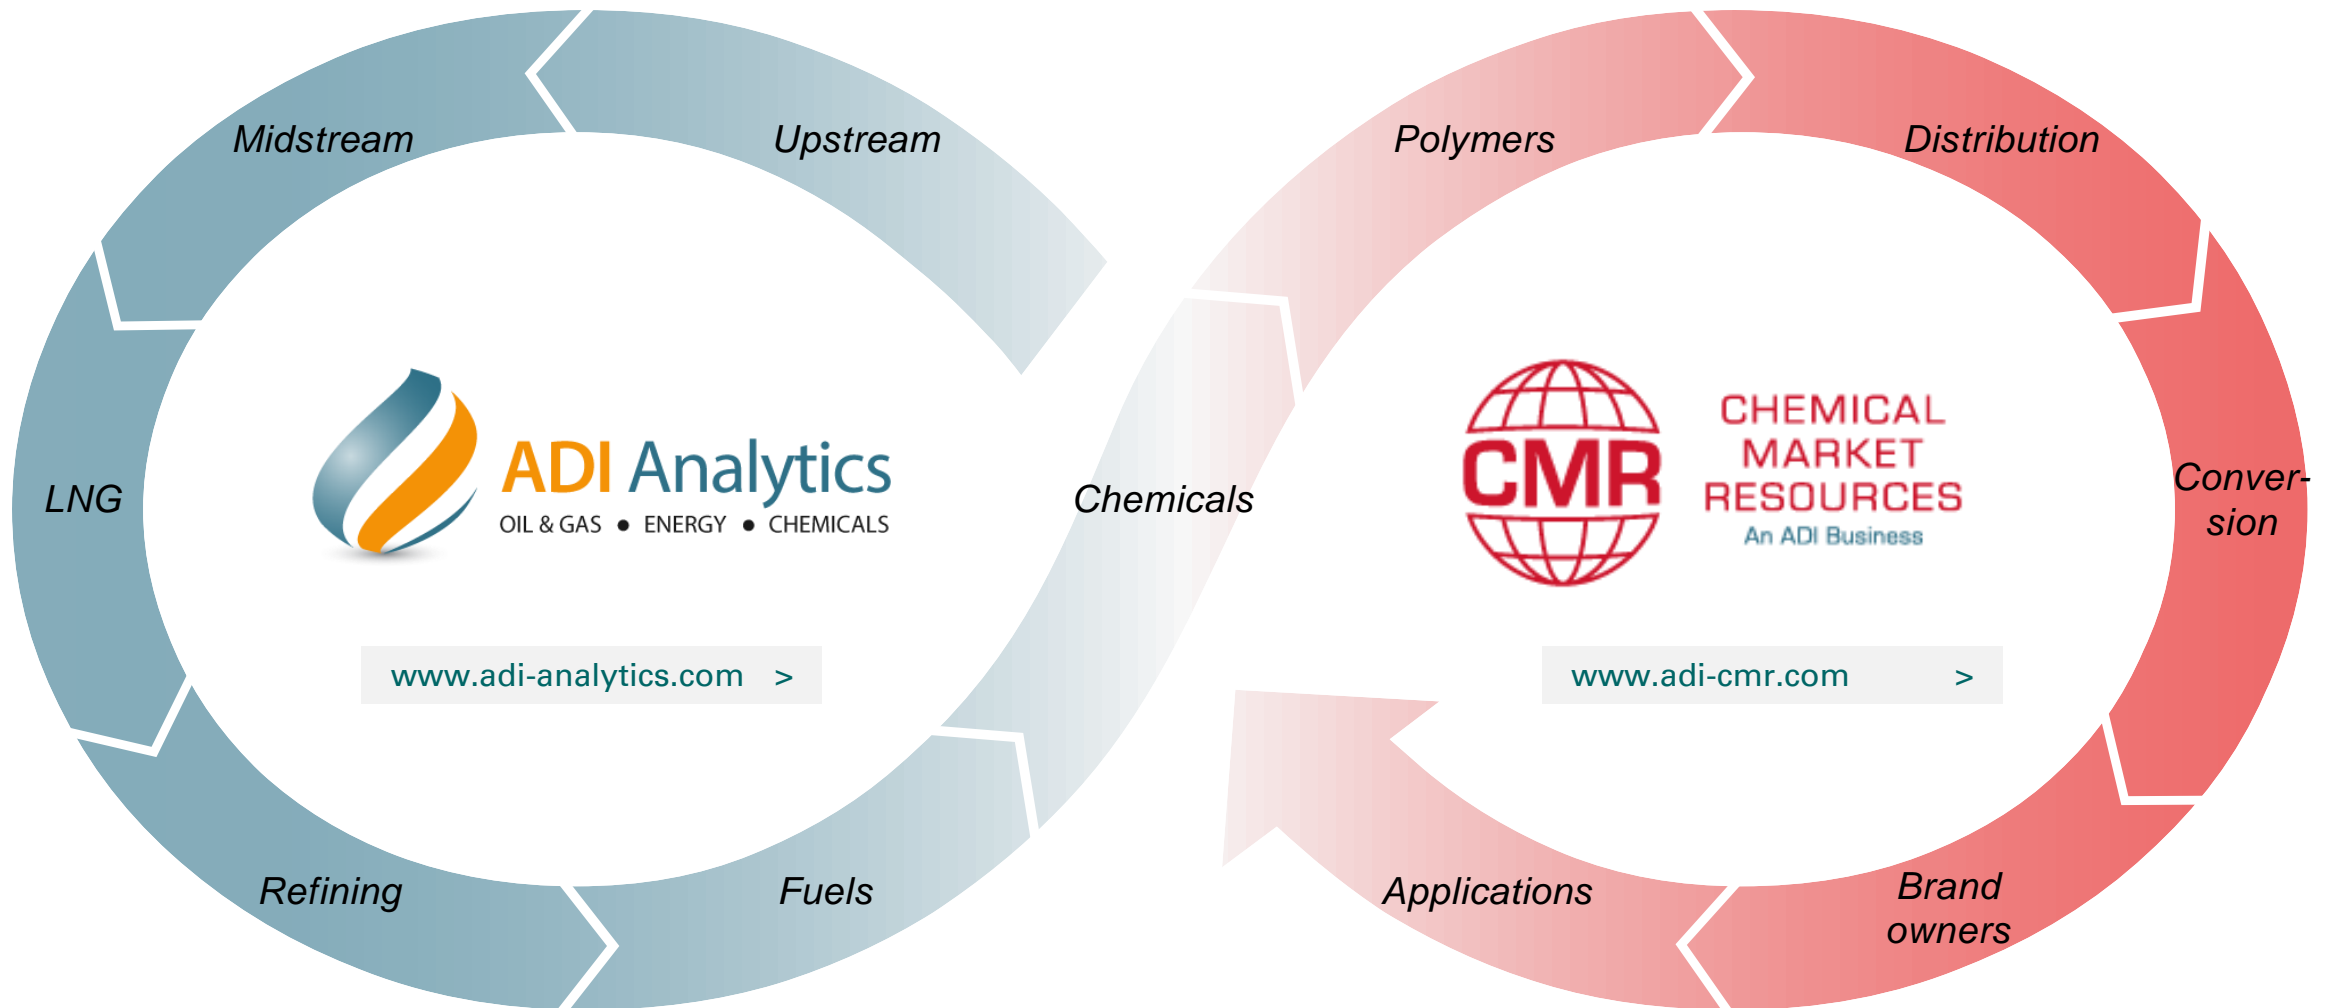 Midstream
Upstream
Polymers
Distribution
LNG
ADI Analytics
OIL & GAS ● ENERGY ● CHEMICALS
Chemicals
CMR
CHEMICAL
MARKET
RESOURCES
An ADI Business
Conver-
sion
www.adi-analytics.com >
www.adi-cmr.com >
Refining
Fuels
Applications
Brand
owners